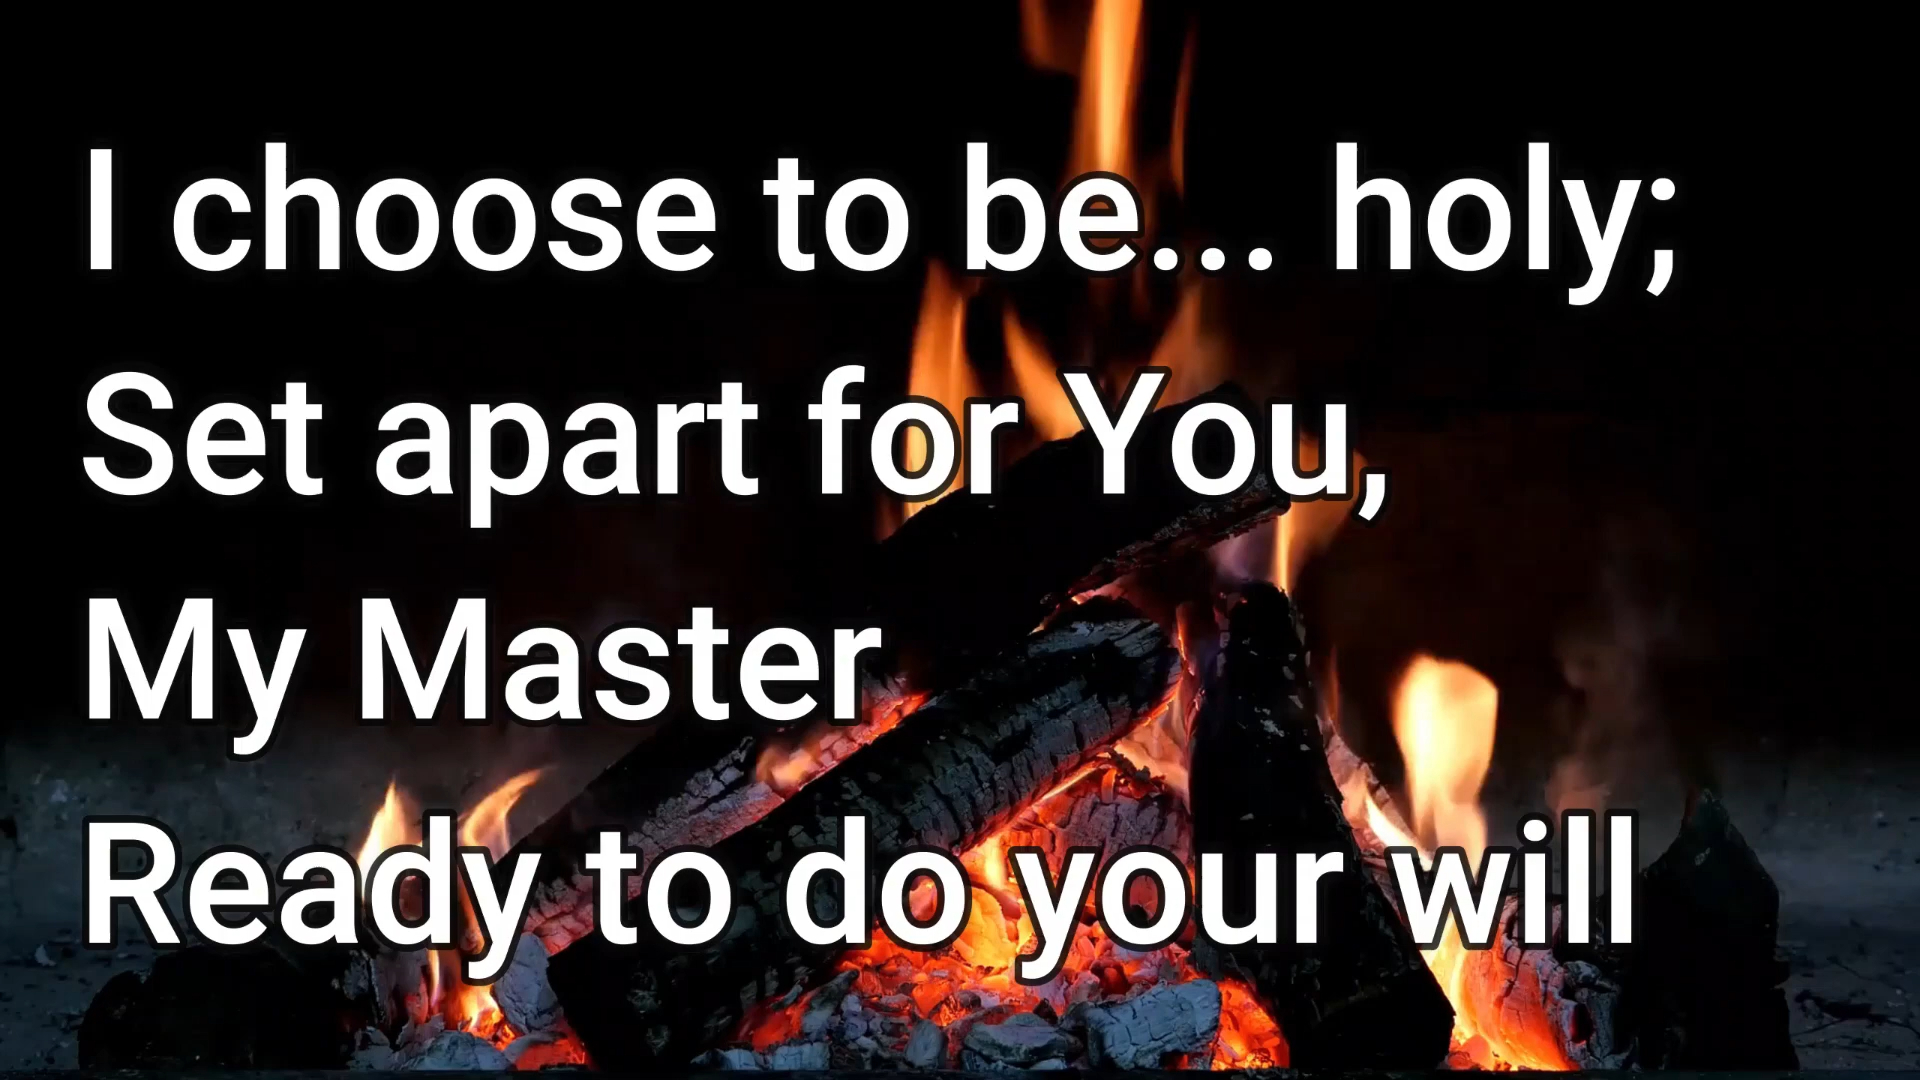 I choose to be... holy;
Set apart for You,
My Master
Ready to do your will